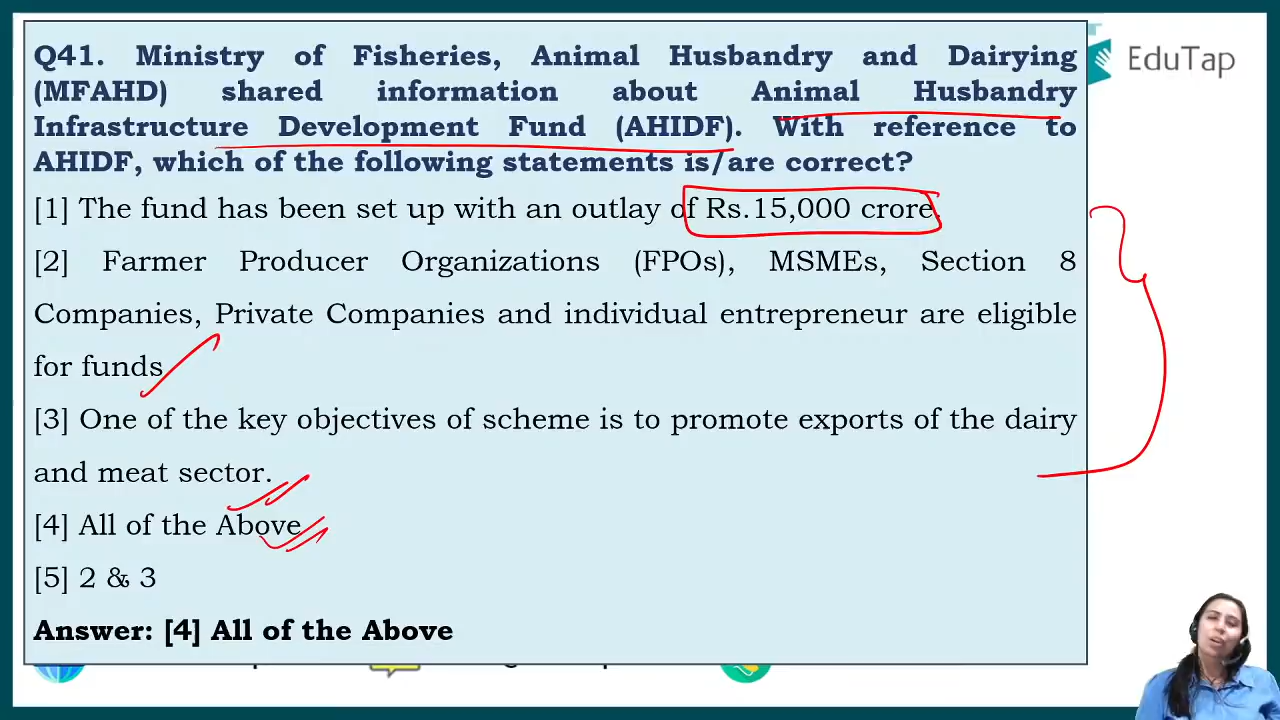 Q41. Ministry of Fisheries, Animal Husbandry and Dairying
(MFAHD) shared information about Animal Husbandry
Infrastructure Development Fund (AHIDF). With reference to
AHIDF, which of the following statements is/are correct?
[1] The fund has been set up with an outlay of Rs.15,000 crore.
[2] Farmer Producer Organizations (FPOs), MSMEs, Section 8
Companies, Private Companies and individual entrepreneur are eligible
for funds
[3] One of the key objectives of scheme is to promote exports of the dairy
and meat sector.
[4] All of the Above
[5] 2 & 3
Answer: [4] All of the Above
EduTap